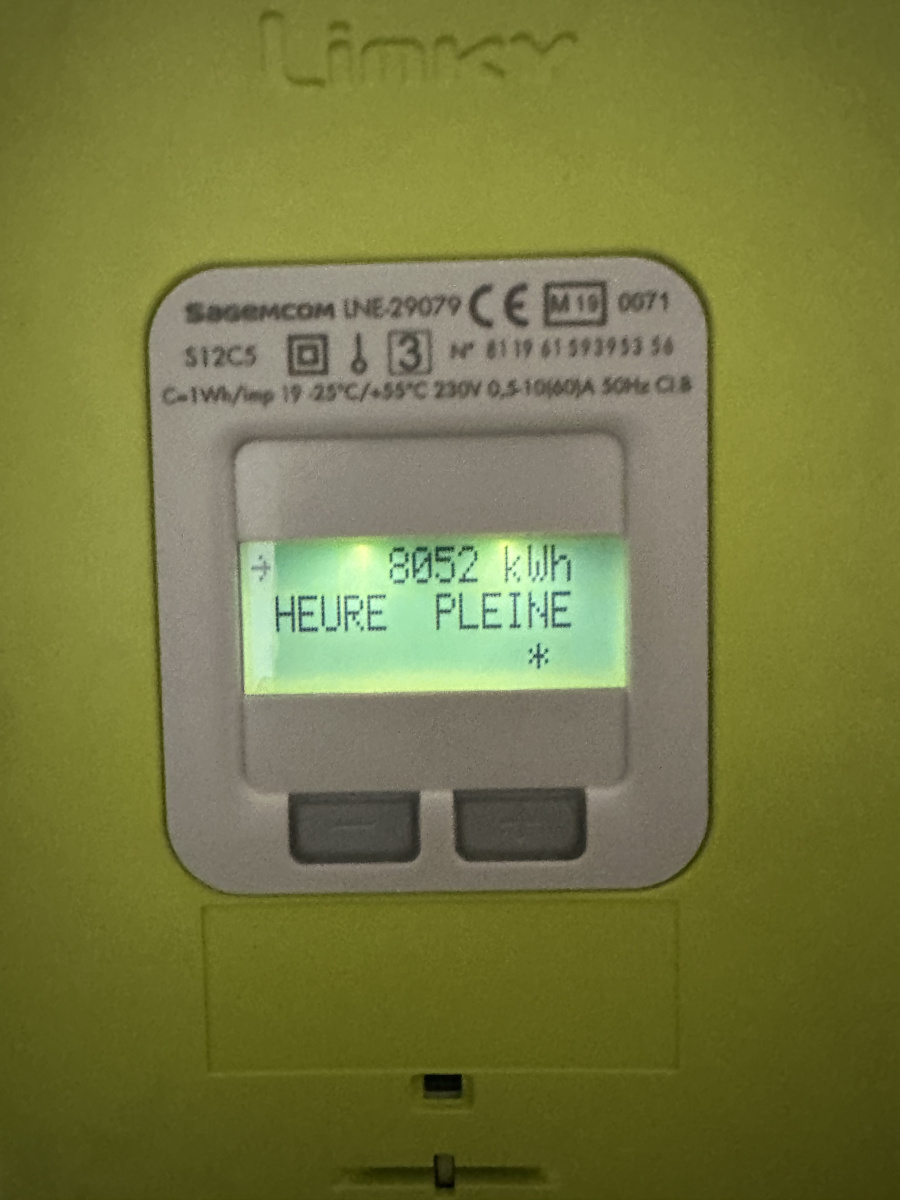 Linky
Sagemcom LNE-29079 CE M 19 0071
S12C5 3 N° 81 19 61 593953 56
C=1Wh/imp 19 -25°C/+55°C 230V 0,5-10(60)A 50Hz Cl B
→ 8052 kWh
HEURE PLEINE
*
- +